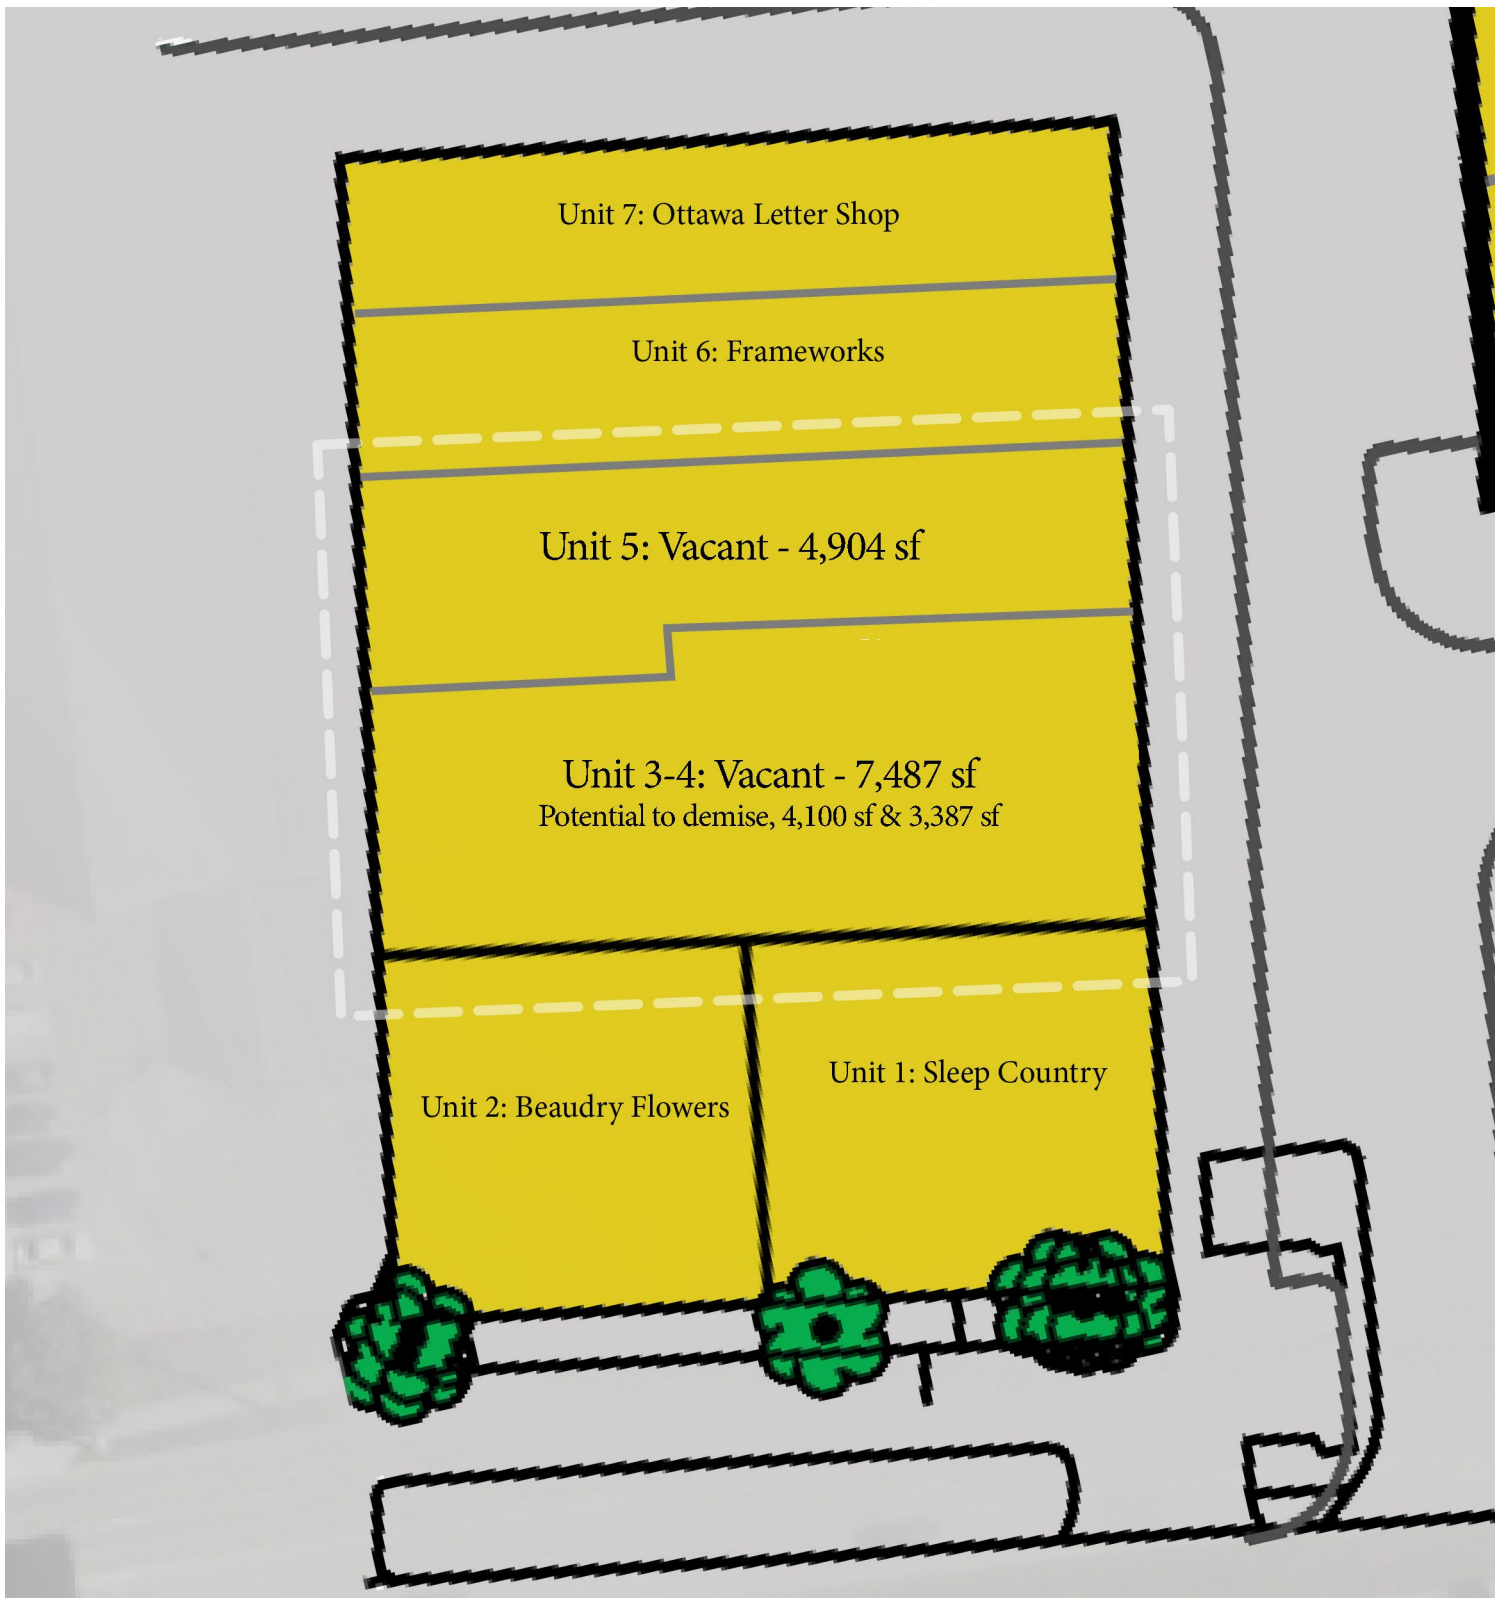 Unit 7: Ottawa Letter Shop
Unit 6: Frameworks
Unit 5: Vacant - 4,904 sf
Unit 3-4: Vacant - 7,487 sf
Potential to demise, 4,100 sf & 3,387 sf
Unit 1: Sleep Country
Unit 2: Beaudry Flowers